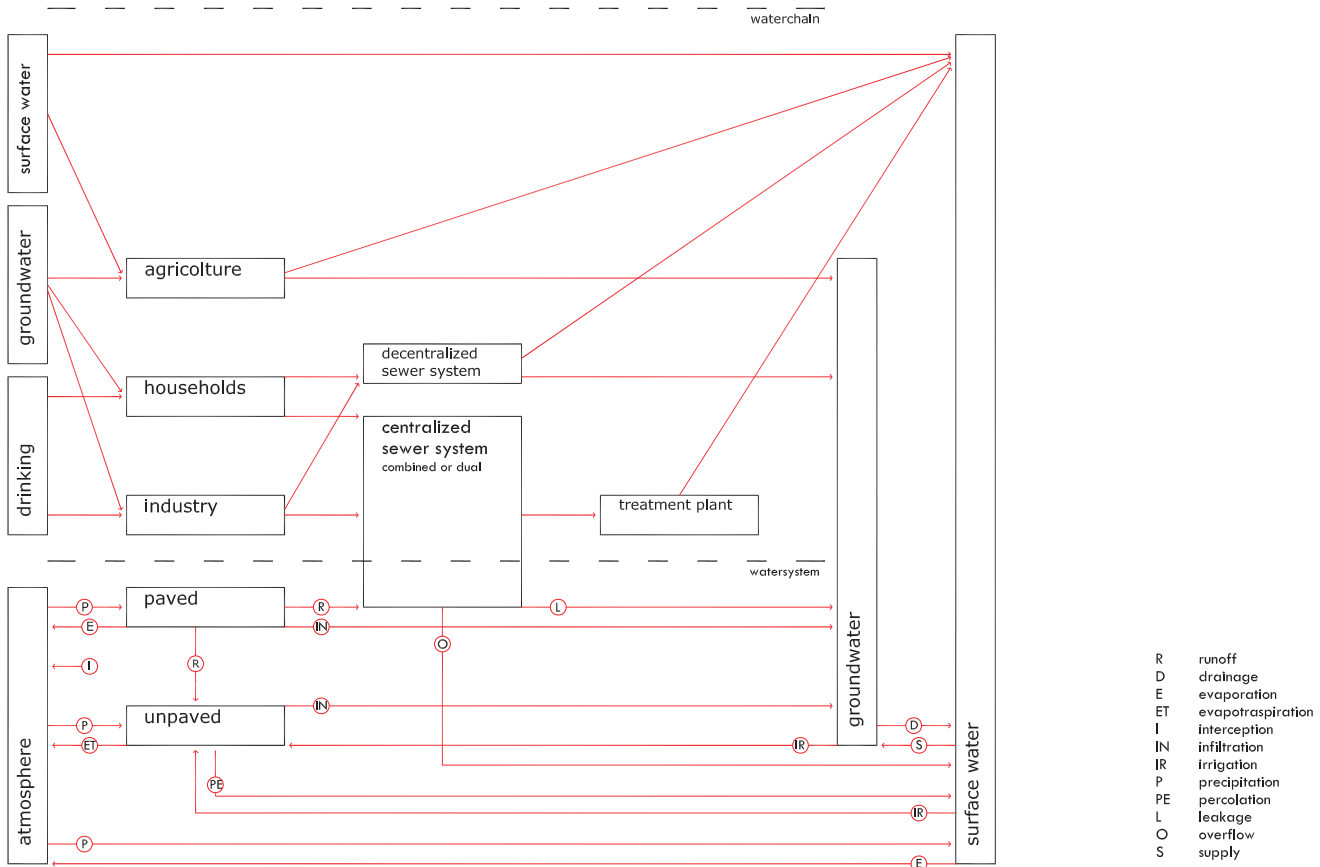 waterchain
surface water
groundwater
agricolture
decentralized
sewer system
households
drinking
centralized
sewer system
combined or dual
industry
treatment plant
watersystem
groundwater
surface water
atmosphere
paved
P
R
L
E
IN
O
I
R
unpaved
IN
P
D
ET
IR
S
PE
IR
P
E
R runoff
D drainage
E evaporation
ET evapotraspiration
I interception
IN infiltration
IR irrigation
P precipitation
PE percolation
L leakage
O overflow
S supply